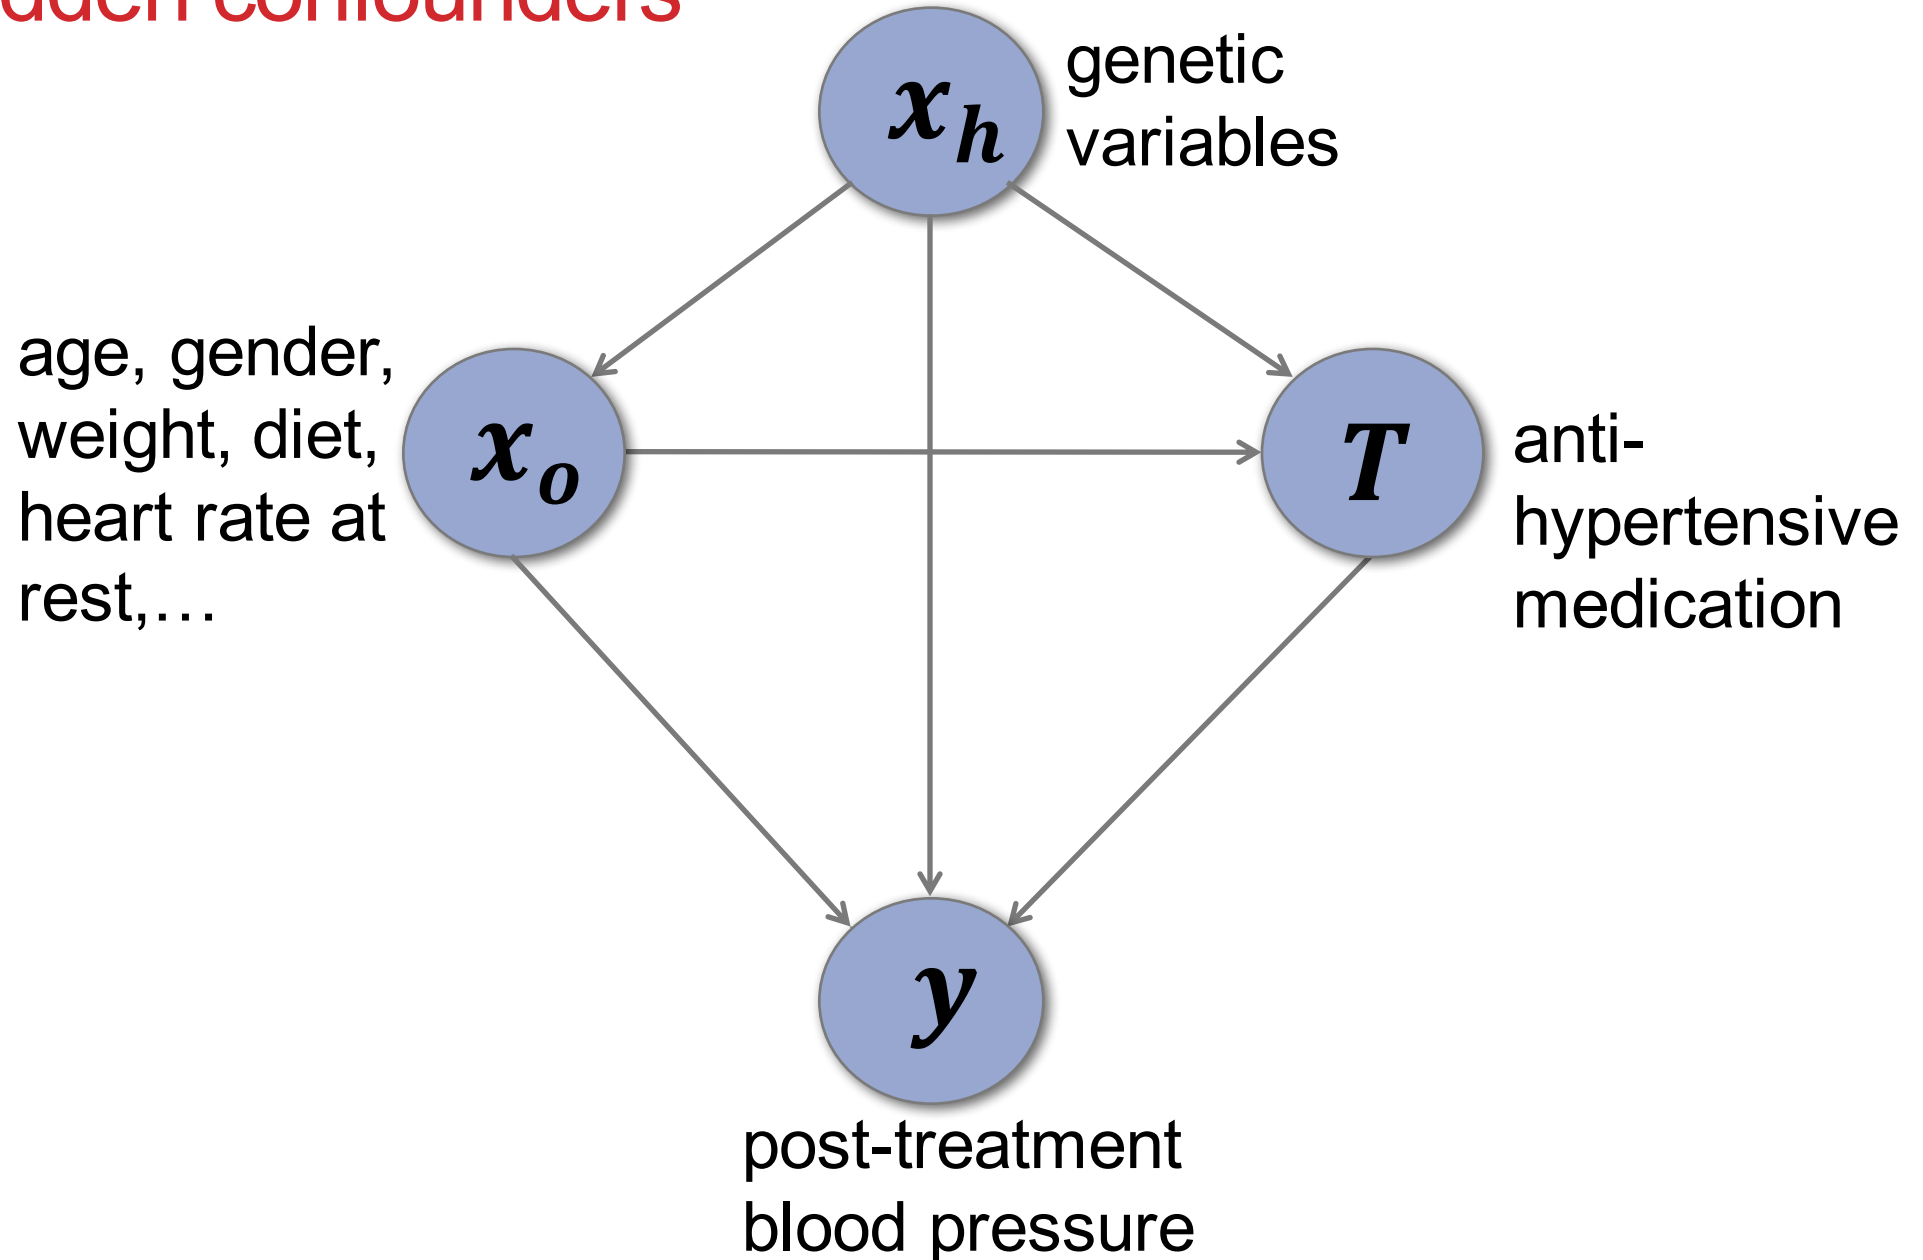 confounders
x_h
genetic
variables
age, gender,
weight, diet,
heart rate at
rest,…
x_o
T
anti-
hypertensive
medication
y
post-treatment
blood pressure